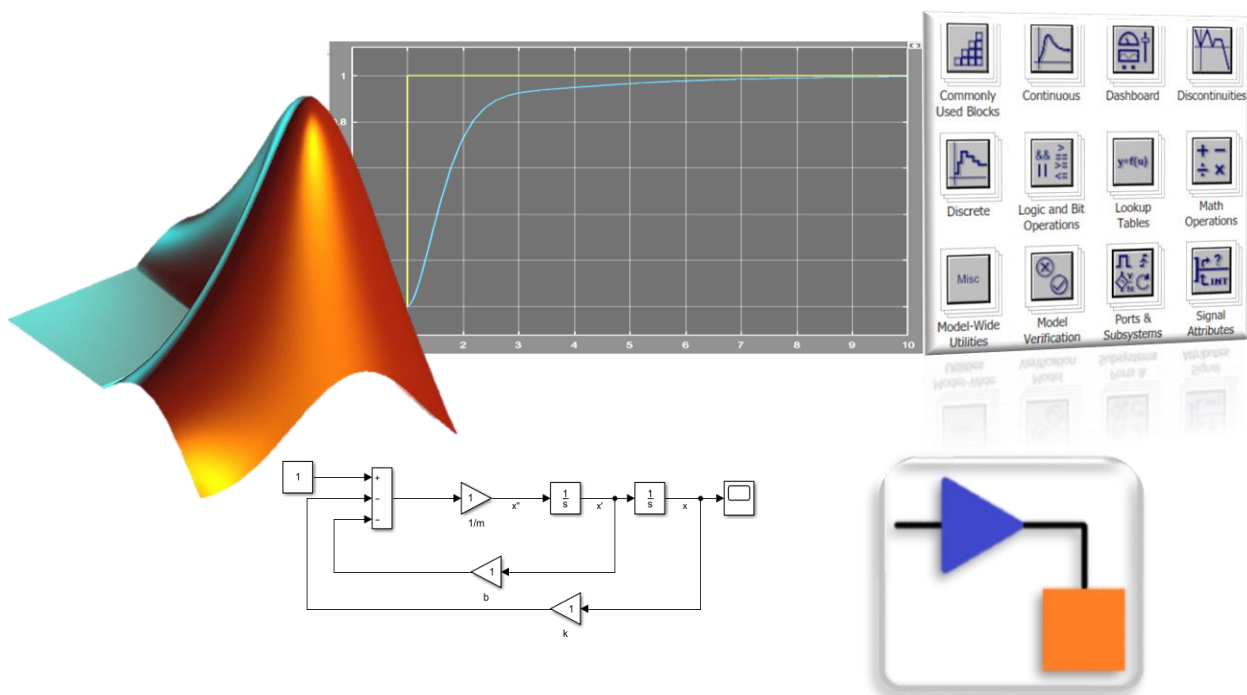 1
0.8
2
3
4
5
6
7
8
9
10
Commonly
Used Blocks
Continuous
Dashboard
Discontinuities
&& >
|| >=
<=
y=f(u)
+ −
÷ ×
Discrete
Logic and Bit
Operations
Lookup
Tables
Math
Operations
Misc
?
INT
Model-Wide
Utilities
Model
Verification
Ports &
Subsystems
Signal
Attributes
1
+
−
−
1
1/m
x"
1
s
x'
1
s
x
1
b
1
k